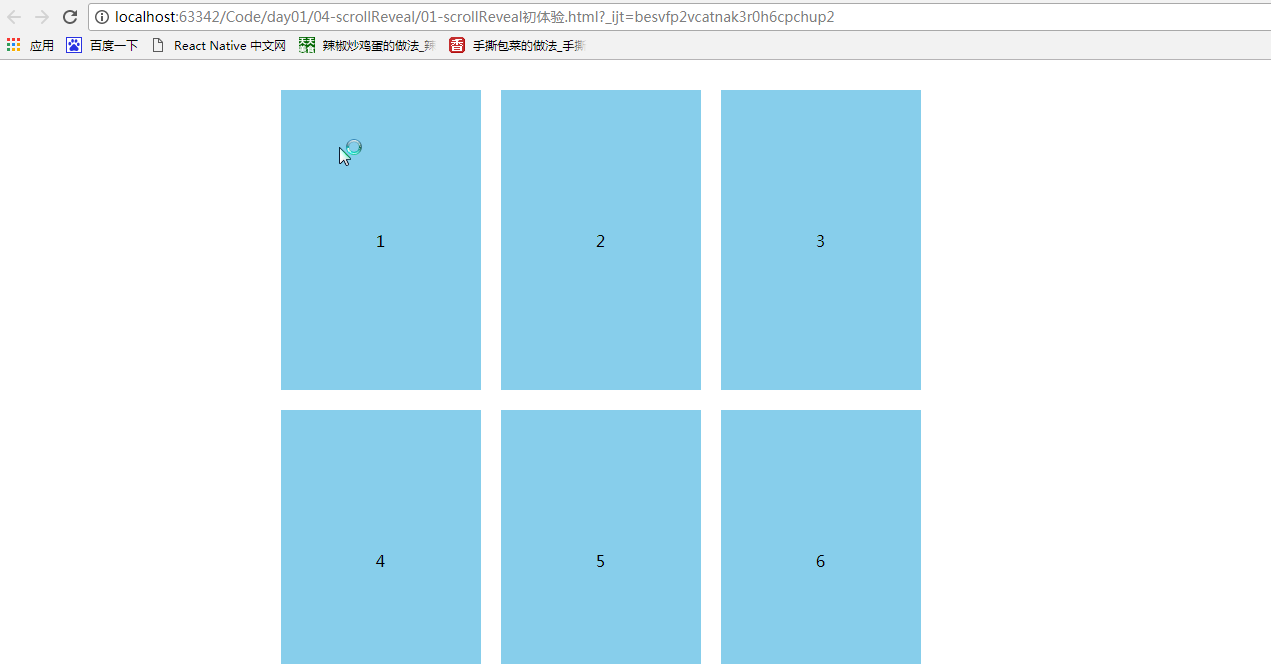 localhost:63342/Code/day01/04-scrollReveal/01-scrollReveal初体验.html?_ijt=besvfp2vcatnak3r0h6cpchup2
应用 百度一下 React Native 中文网 辣椒炒鸡蛋的做法_辣 手撕包菜的做法_手撕
1 2 3
4 5 6